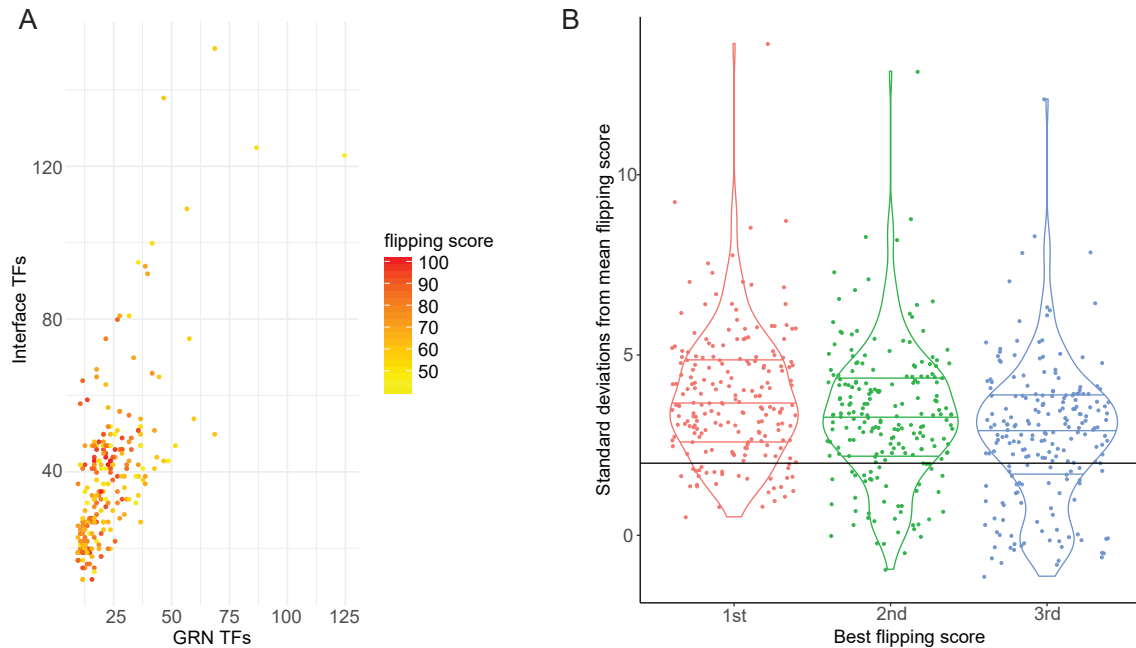 A
Interface TFs
120
80
40
25
50
75
100
125
GRN TFs
flipping score
100
90
80
70
60
50
B
Standard deviations from mean flipping score
10
5
0
1st
2nd
3rd
Best flipping score